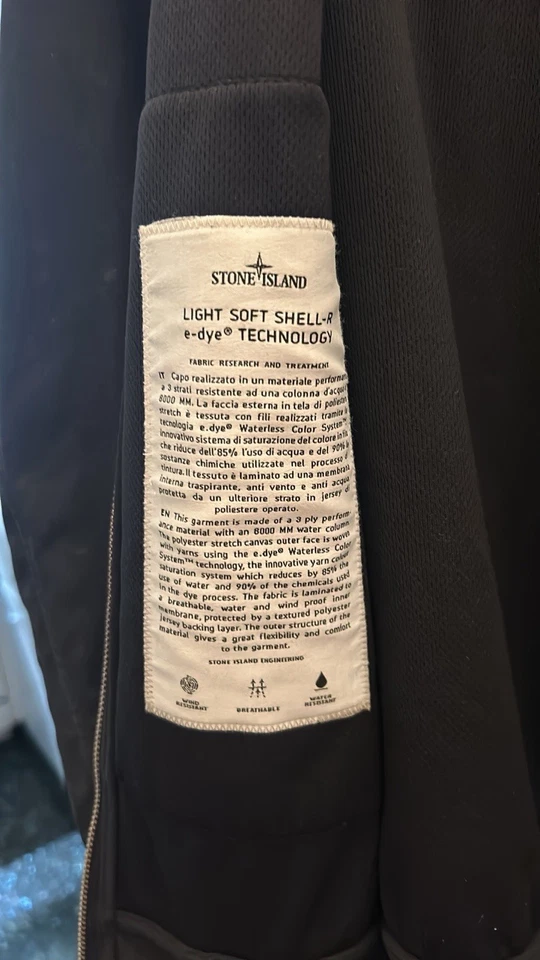 STONE ISLAND
LIGHT SOFT SHELL-R
e-dye® TECHNOLOGY
FABRIC RESEARCH AND TREATMENT
IT Capo realizzato in un materiale performan
a 3 strati resistente ad una colonna d'acqua
8000 MM. La faccia esterna in tela di poliestere
stretch è tessuta con fili realizzati tramite la
tecnologia e.dye® Waterless Color System™
innovativo sistema di saturazione del colore in
che riduce dell'85% l'uso di acqua e del 90%
sostanze chimiche utilizzate nel processo
tintura. Il tessuto è laminato ad una membrana
interna traspirante, anti vento e anti acqua
protetta da un ulteriore strato in jersey di
poliestere operato.
EN This garment is made of a 3 ply perform-
ance material with an 8000 MM water column.
The polyester stretch canvas outer face is woven
with yarns using the e.dye® Waterless Color
System™ technology, the innovative yarn colour
saturation system which reduces by 85% the
use of water and 90% of the chemicals used
in the dye process. The fabric is laminated to
a breathable, water and wind proof inner
membrane, protected by a textured polyester
jersey backing layer. The outer structure of the
material gives a great flexibility and comfort
to the garment.
STONE ISLAND ENGINEERING
WIND
RESISTANT
BREATHABLE
WATER
RESISTANT